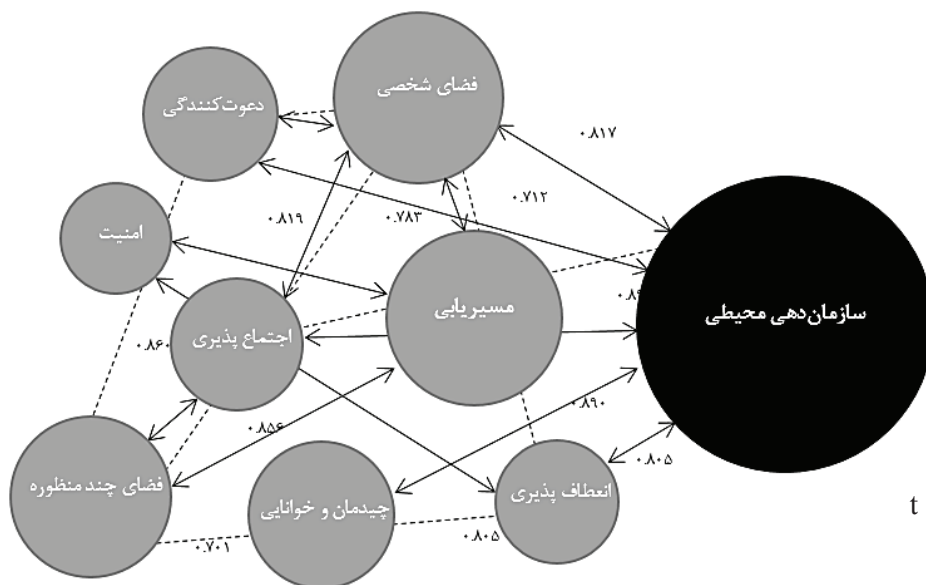 فضای شخصی
دعوت‌کنندگی
۰.۸۱۷
۰.۷۱۲
۰.۸۱۹
۰.۷۸۳
امنیت
مسیریابی
سازمان‌دهی محیطی
اجتماع پذیری
۰.۸۶۰
۰.۸۹۰
۰.۸۵۶
۰.۸۰۵
فضای چند منظوره
چیدمان و خوانایی
انعطاف پذیری
t
۰.۷۰۱
۰.۸۰۵